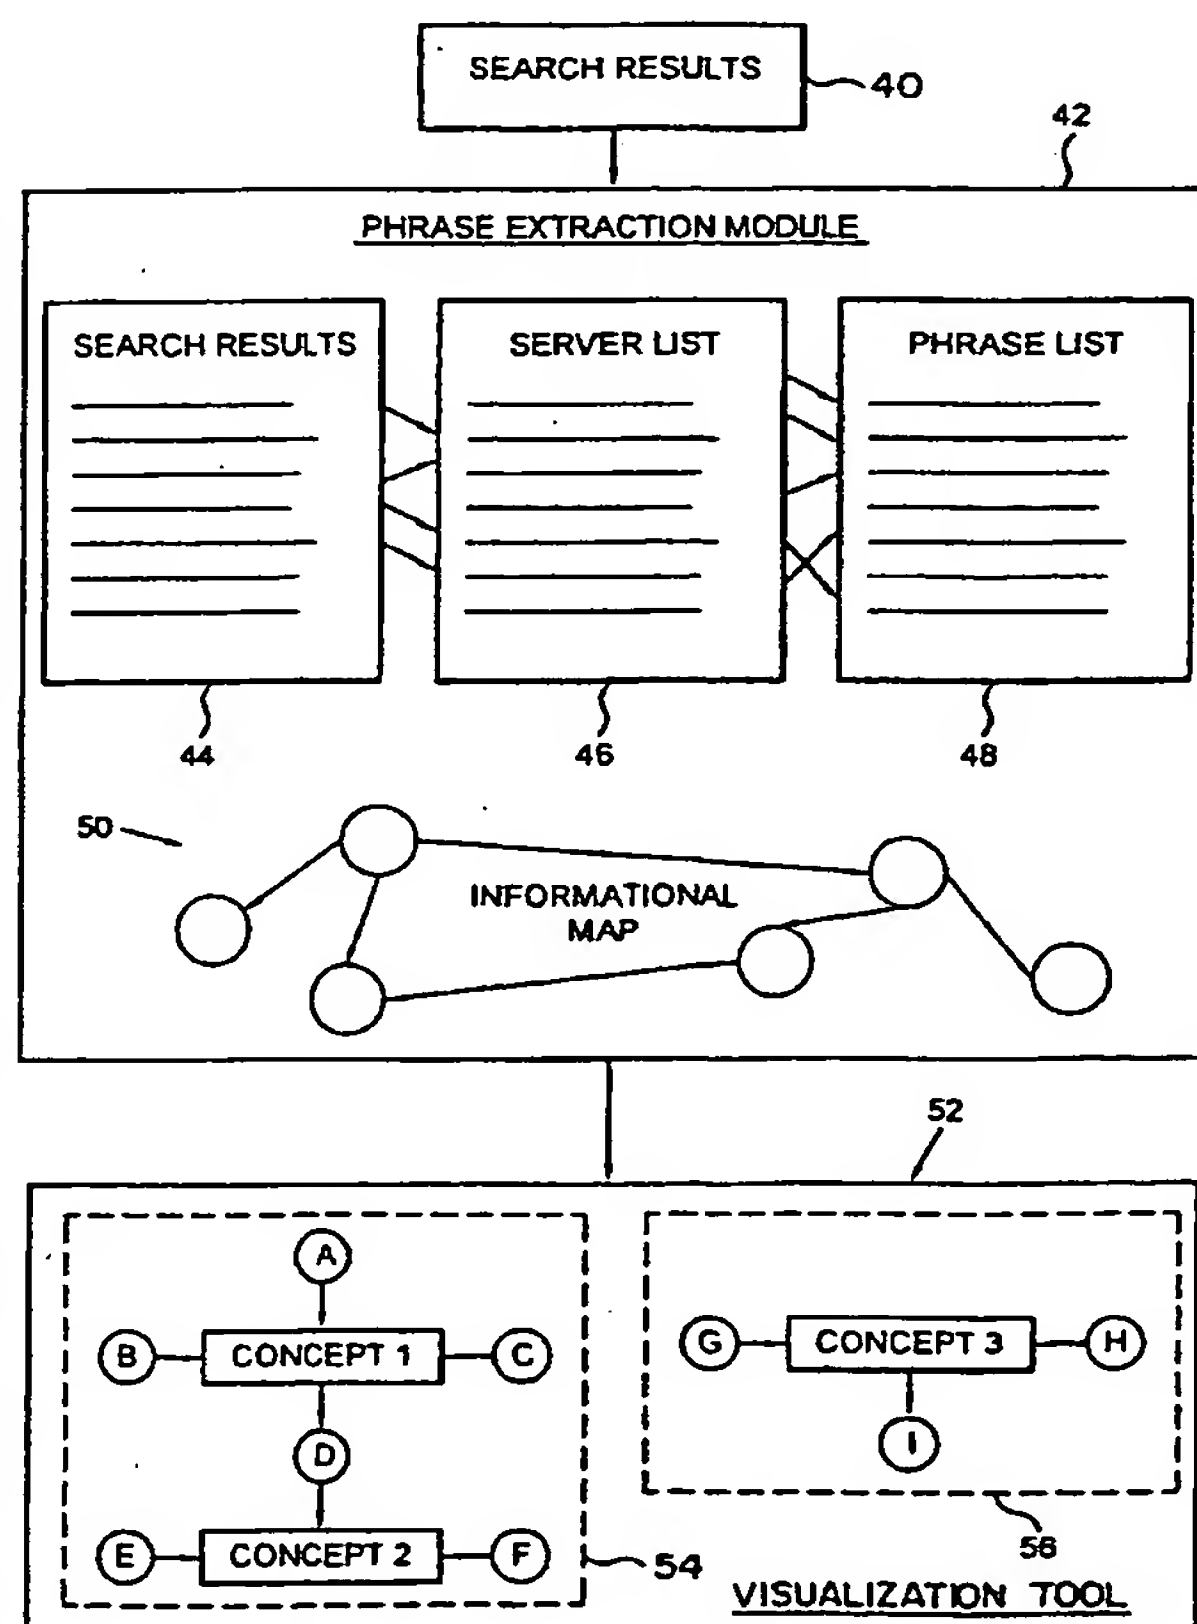 SEARCH RESULTS
40
42
PHRASE EXTRACTION MODULE
SEARCH RESULTS
SERVER LIST
PHRASE LIST
44
46
48
50
INFORMATIONAL
MAP
52
A
B
CONCEPT 1
C
G
CONCEPT 3
H
D
I
E
CONCEPT 2
F
54
56
VISUALIZATION TOOL